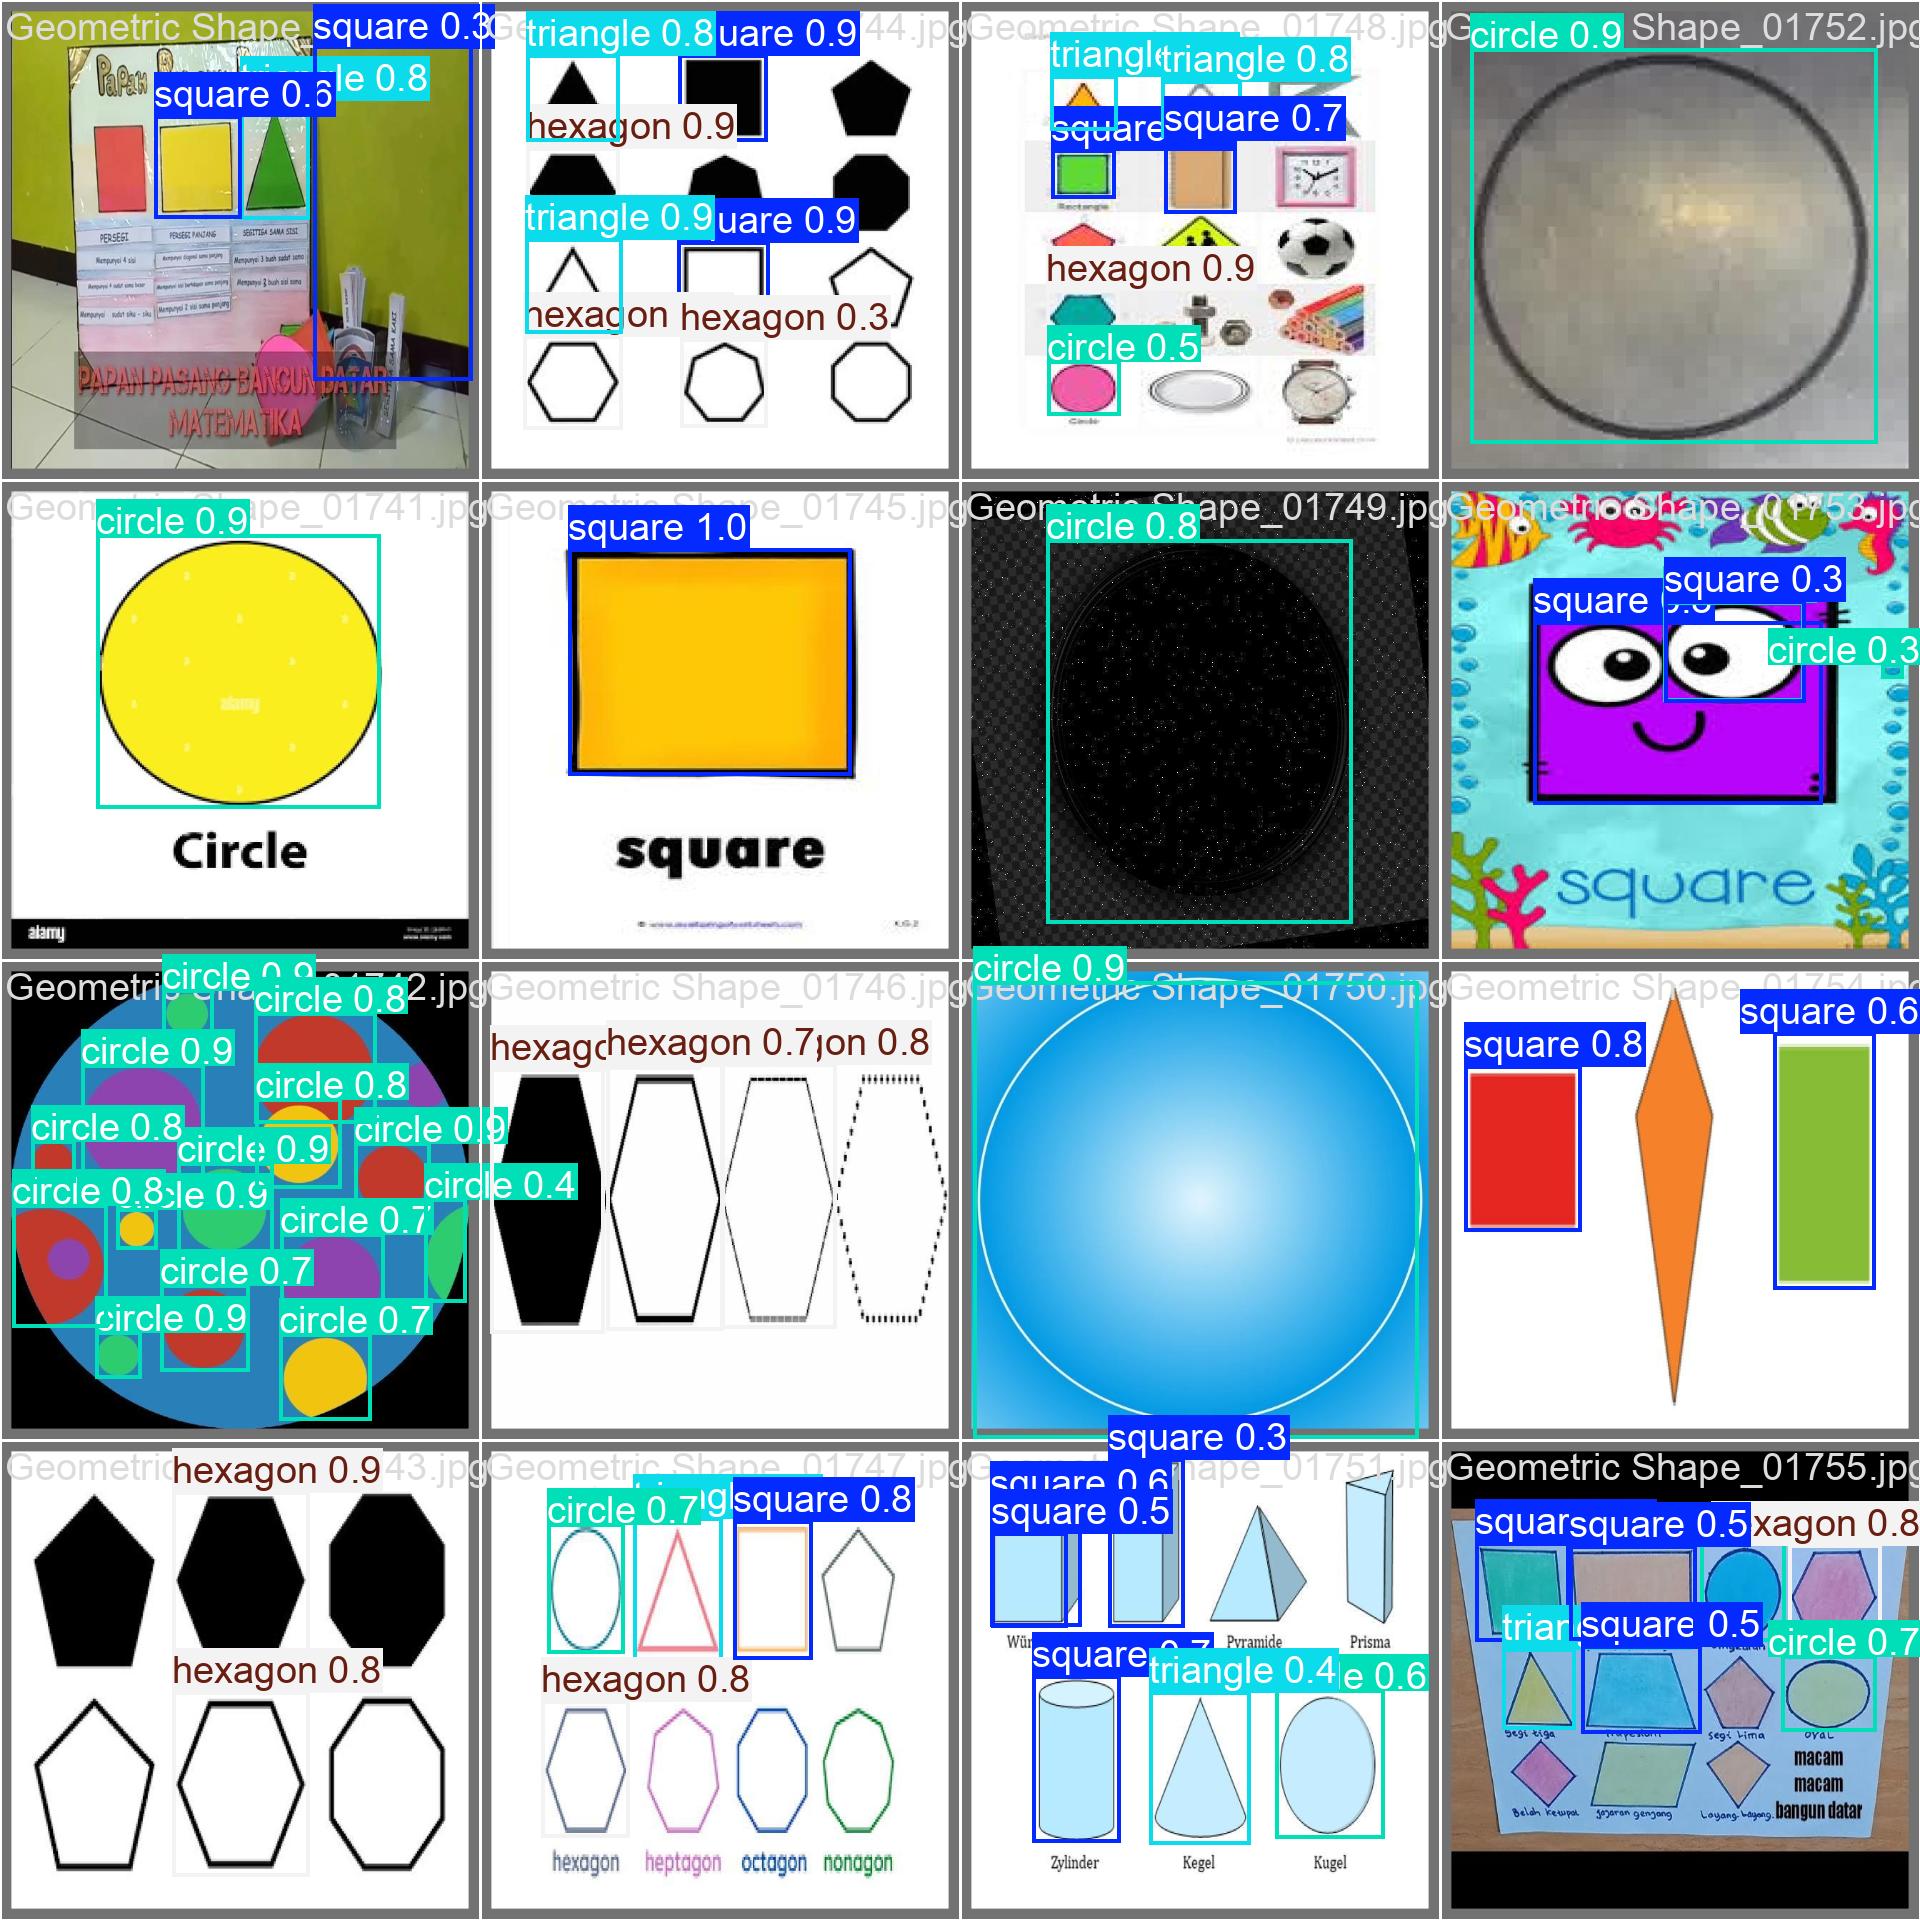 Geometric Shape_
square 0.3
triangle 0.8
square 0.6
PAPAN
PERSEGI
PERSEGI PANJANG
SEGITIGA SAMA SISI
Mempunyai 4 sisi
PAPAN PASANG BANGUN DATAR
MATEMATIKA
44.jpg
triangle 0.8
uare 0.9
hexagon 0.9
triangle 0.9
uare 0.9
hexagon
hexagon 0.3
Geometric Shape_01748.jpg
triangle
triangle 0.8
square
square 0.7
Rectangle
hexagon 0.9
circle 0.5
Circle
Shape_01752.jpg
circle 0.9
Geometric Shape_01741.jpg
circle 0.9
alamy
Circle
alamy
Geometric Shape_01745.jpg
square 1.0
square
Geometric Shape_01749.jpg
circle 0.8
Geometric Shape_01753.jpg
square 0.3
square
circle 0.3
square
Geometric Sha
2.jpg
circle 0.9
circle 0.8
circle 0.9
circle 0.8
circle 0.8
circle 0.9
circle 0.9
circle 0.8
cle 0.9
circle 0.4
circle 0.7
circle 0.7
circle 0.9
circle 0.7
Geometric Shape_01746.jpg
hexagon
hexagon 0.7
gon 0.8
Geometric Shape_01750.jpg
circle 0.9
Geometric Shape_01754.jpg
square 0.8
square 0.6
Geometric
43.jpg
hexagon 0.9
hexagon 0.8
Geometric Shape_01747.jpg
circle 0.7
square 0.8
hexagon 0.8
hexagon heptagon octagon nonagon
hape_01751.jpg
square 0.3
square 0.6
square 0.5
Pyramide
Prisma
square 0.7
triangle 0.4
e 0.6
Zylinder
Kegel
Kugel
Geometric Shape_01755.jpg
squar
square 0.5
xagon 0.8
trian
square 0.5
circle 0.7
Segi tiga
Segi Lima
OVAL
Belah Ketupat
Jajaran genjang
Layang-layang
macam
macam
bangun datar